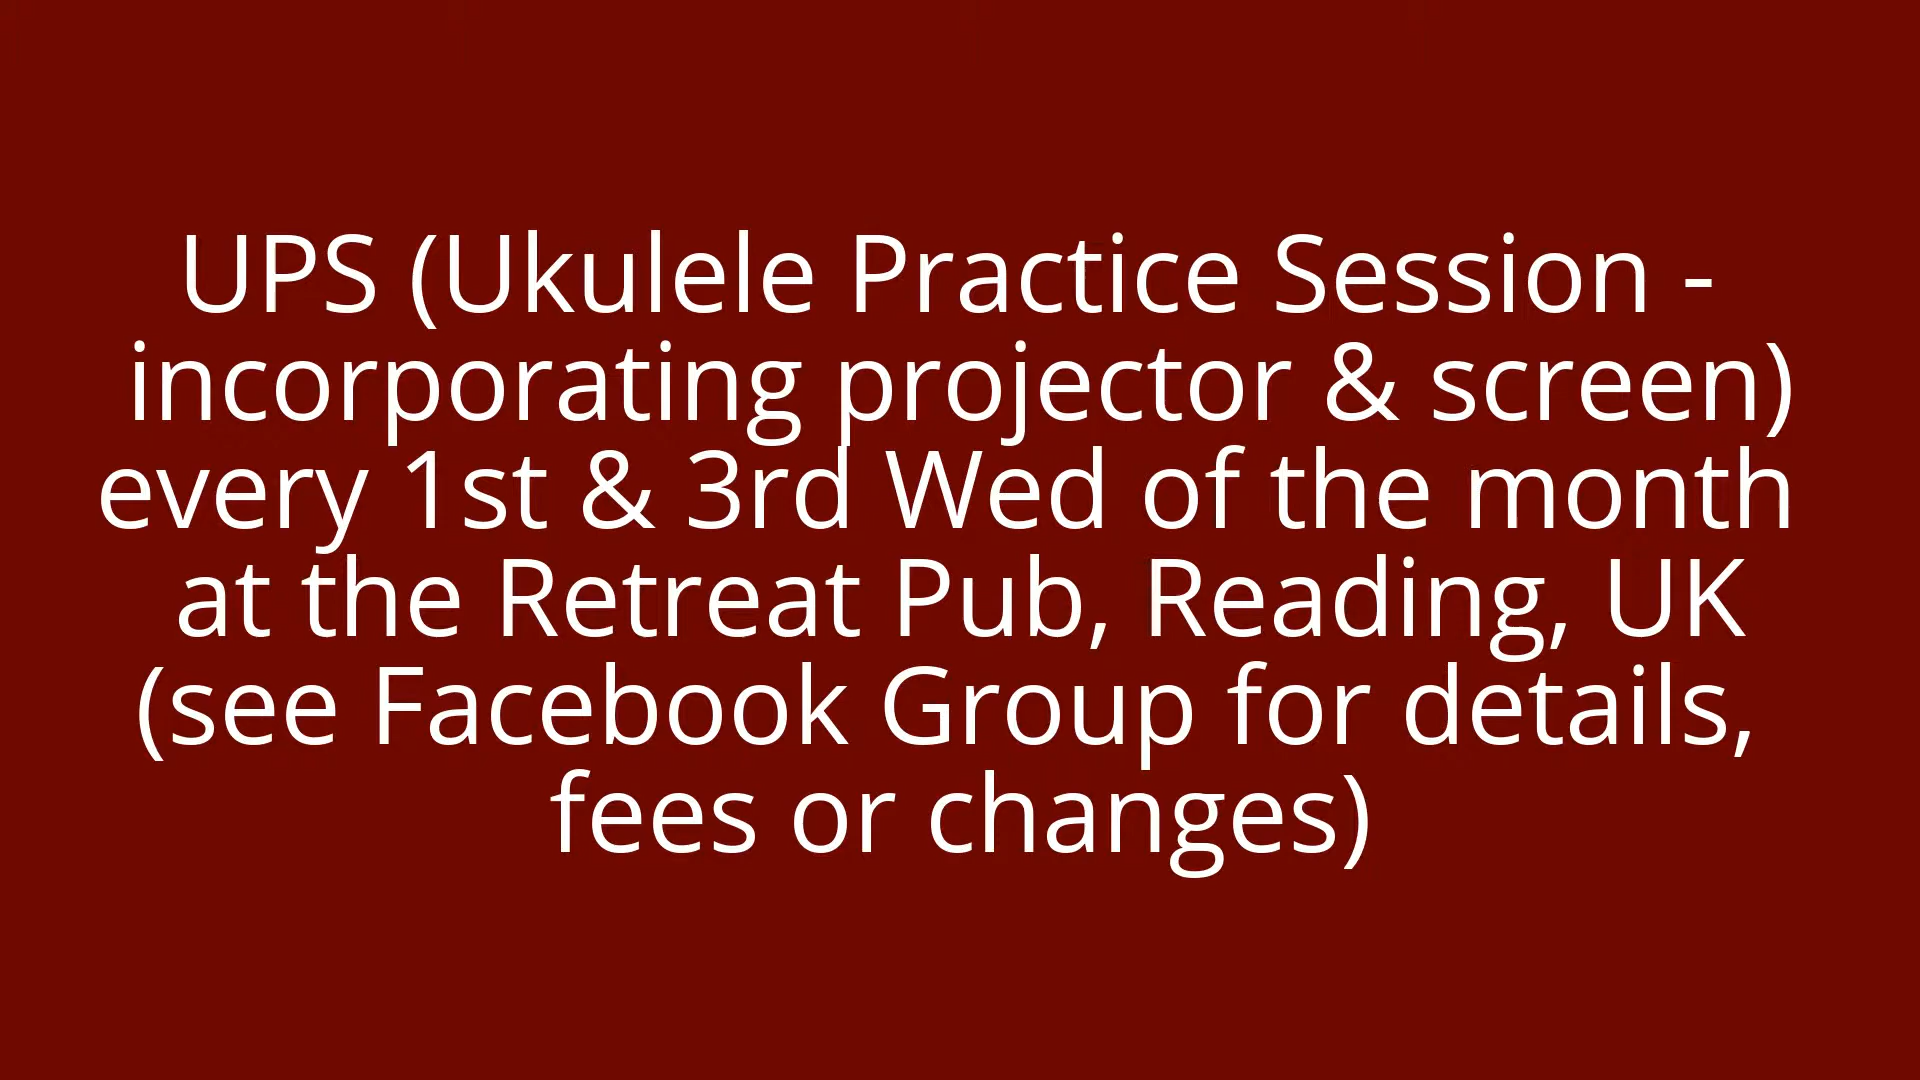 UPS (Ukulele Practice Session -
incorporating projector & screen)
every 1st & 3rd Wed of the month
at the Retreat Pub, Reading, UK
(see Facebook Group for details,
fees or changes)